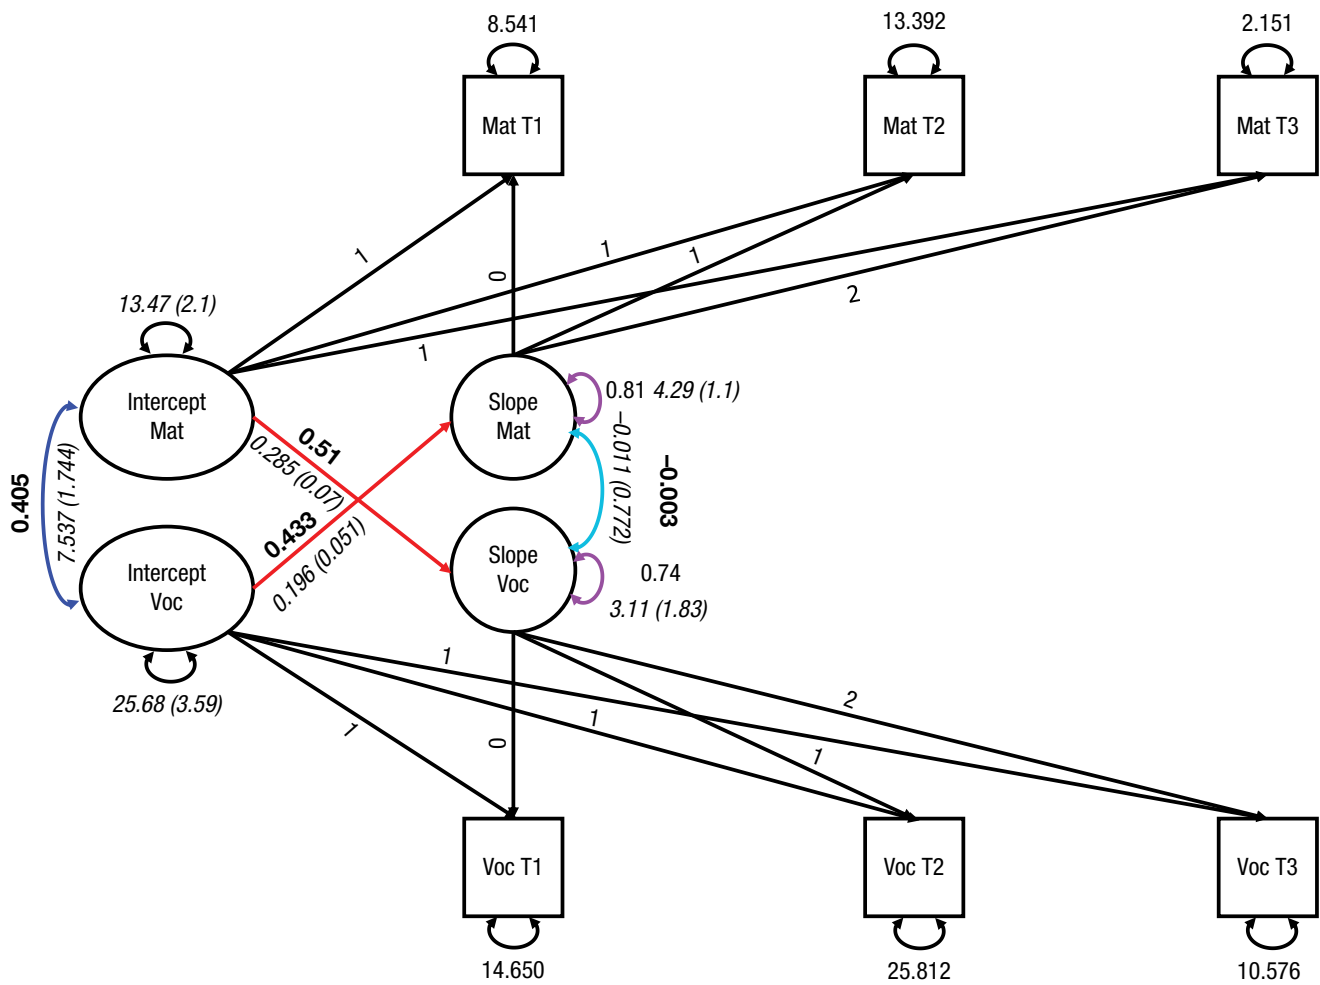 8.541
13.392
2.151
Mat T1
Mat T2
Mat T3
1
1
1
0
2
13.47 (2.1)
1
Intercept
Mat
Slope
Mat
0.81 4.29 (1.1)
0.51
0.285 (0.07)
−0.011 (0.772)
−0.003
0.405
7.537 (1.744)
0.433
0.196 (0.051)
Intercept
Voc
Slope
Voc
0.74
3.11 (1.83)
25.68 (3.59)
1
2
1
1
0
1
Voc T1
Voc T2
Voc T3
14.650
25.812
10.576